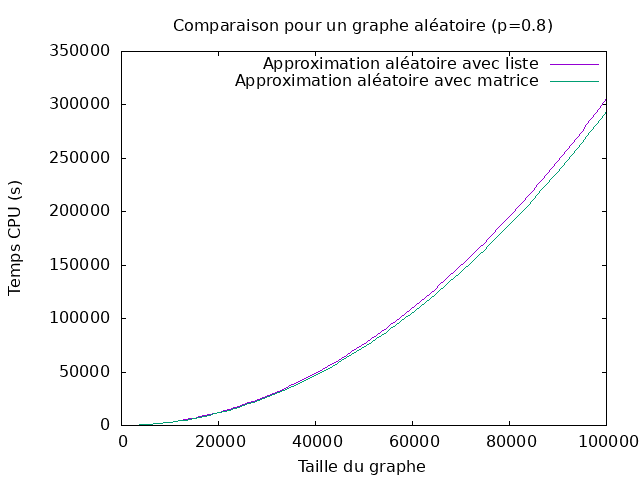 Comparaison pour un graphe aléatoire (p=0.8)
350000
Approximation aléatoire avec liste
Approximation aléatoire avec matrice
300000
250000
200000
150000
100000
50000
0
Temps CPU (s)
0 20000 40000 60000 80000 100000
Taille du graphe